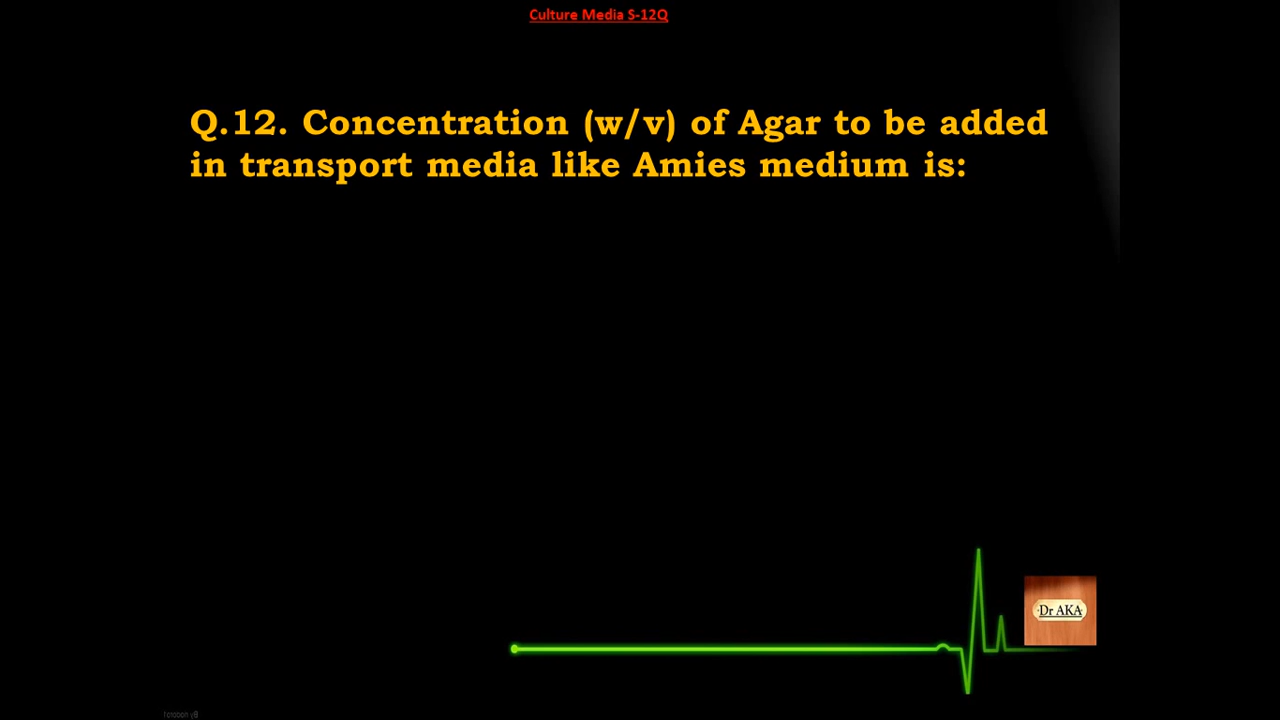 Culture Media S-12Q
Q.12. Concentration (w/v) of Agar to be added
in transport media like Amies medium is:
Dr AKA